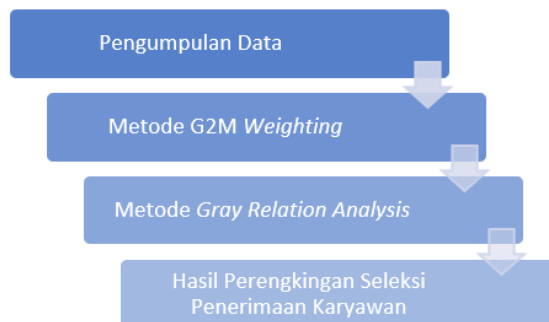 Pengumpulan Data
Metode G2M Weighting
Metode Gray Relation Analysis
Hasil Perengkingan Seleksi
Penerimaan Karyawan